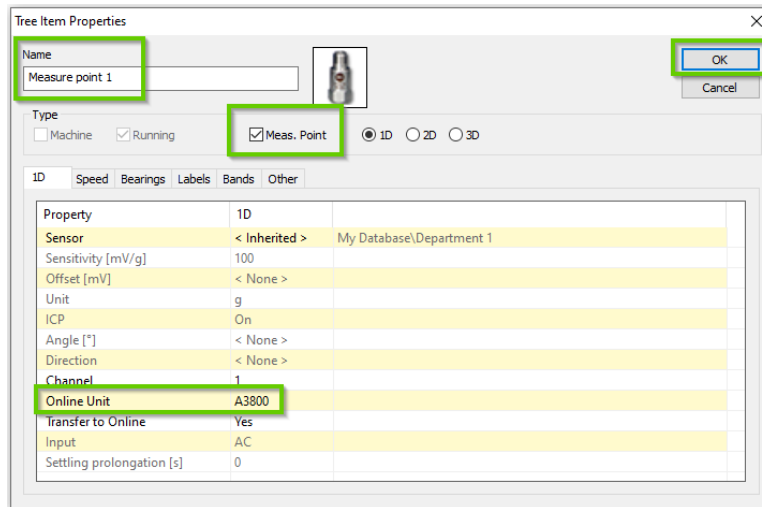 Tree Item Properties
Name
OK
Measure point 1
Cancel
Type
Machine Running Meas. Point 1D 2D 3D
1D Speed Bearings Labels Bands Other
Property 1D
Sensor < Inherited > My Database\Department 1
Sensitivity [mV/g] 100
Offset [mV] < None >
Unit g
ICP On
Angle [°] < None >
Direction < None >
Channel 1
Online Unit A3800
Transfer to Online Yes
Input AC
Settling prolongation [s] 0